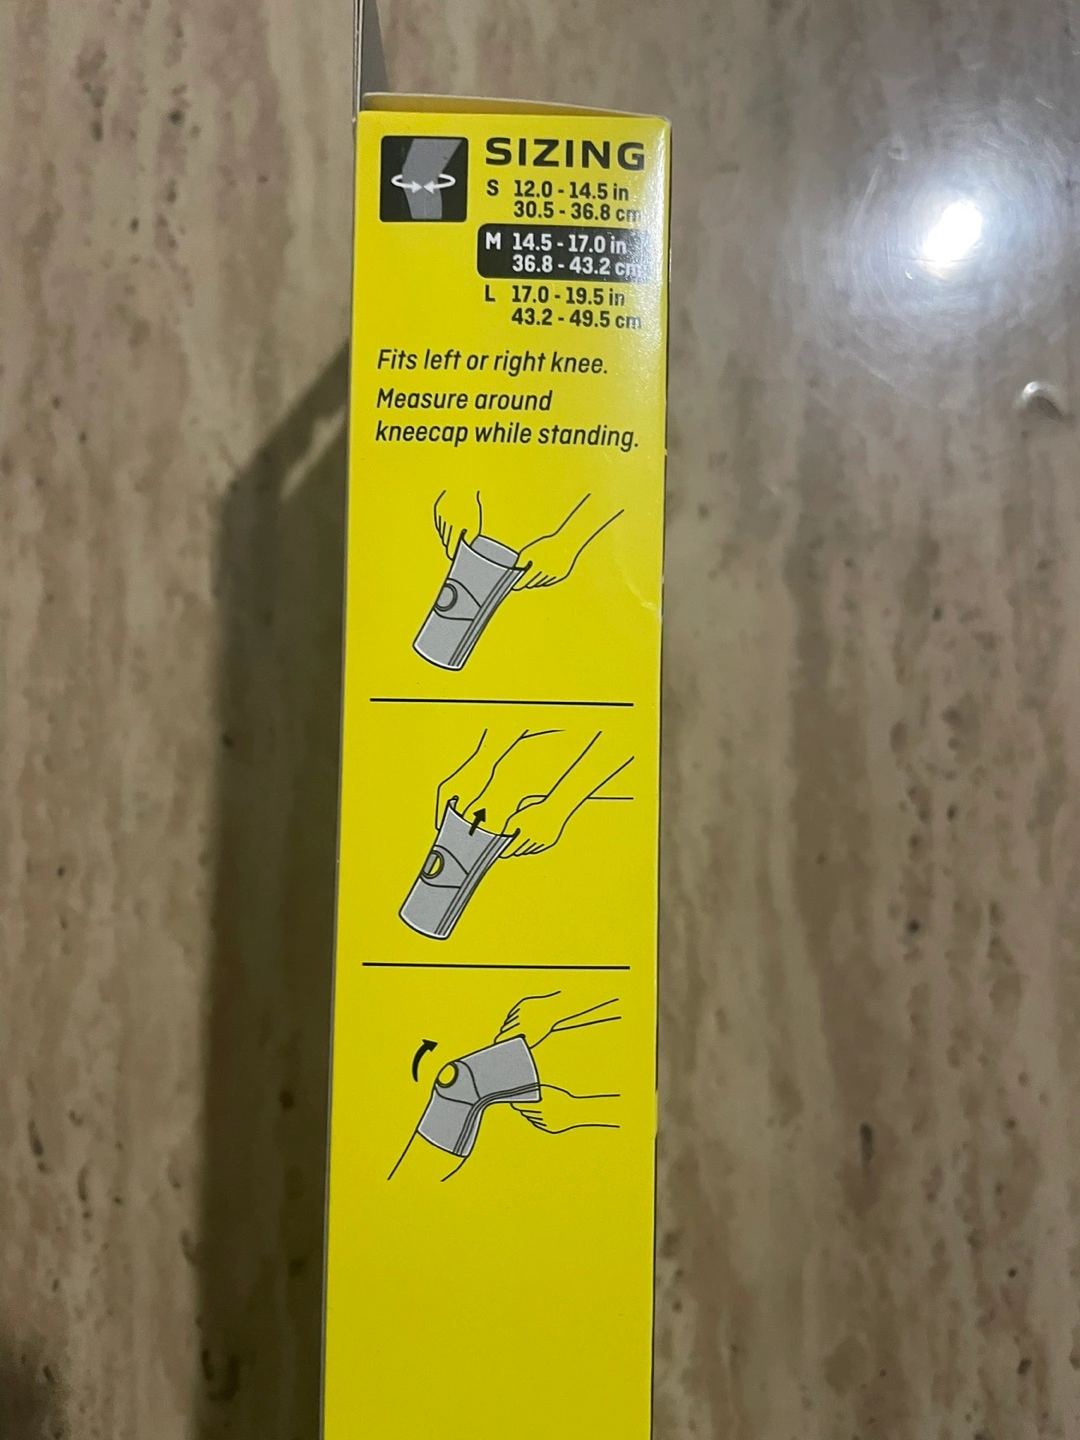 SIZING
S 12.0 - 14.5 in
30.5 - 36.8 cm
M 14.5 - 17.0 in
36.8 - 43.2 cm
L 17.0 - 19.5 in
43.2 - 49.5 cm
Fits left or right knee.
Measure around
kneecap while standing.